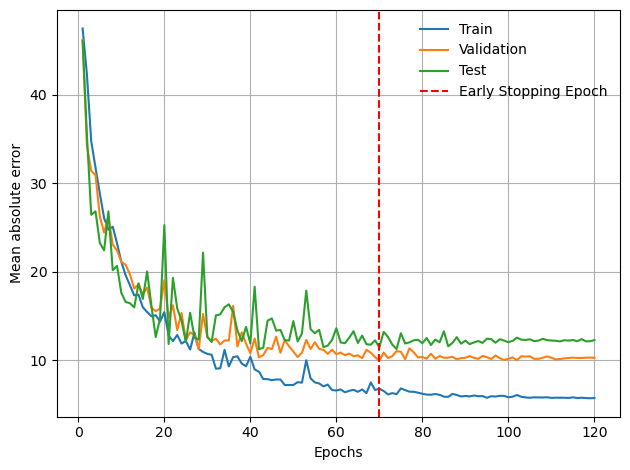 Train
Validation
Test
Early Stopping Epoch
Mean absolute error
40
30
20
10
0 20 40 60 80 100 120
Epochs